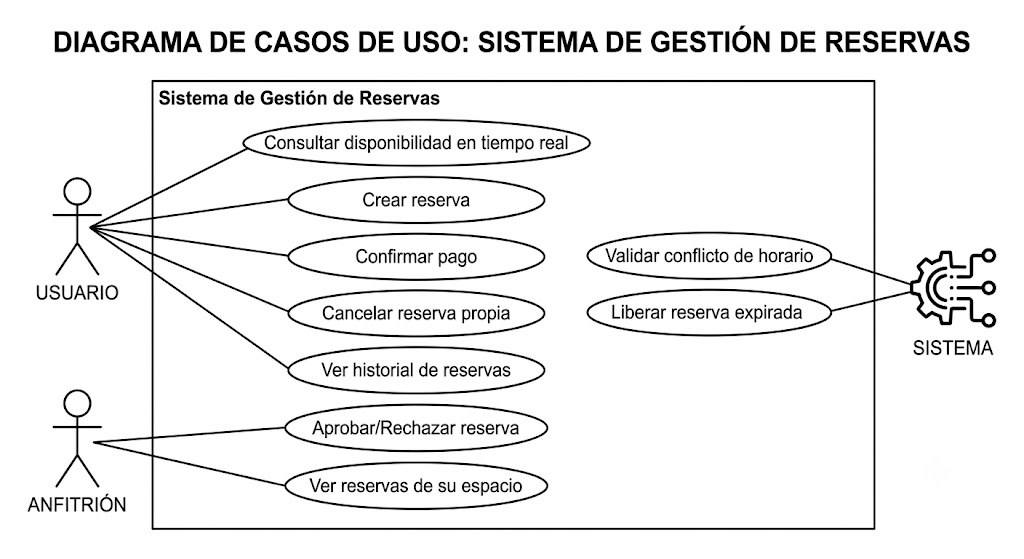 DIAGRAMA DE CASOS DE USO: SISTEMA DE GESTIÓN DE RESERVAS
Sistema de Gestión de Reservas
Consultar disponibilidad en tiempo real
Crear reserva
Confirmar pago
Cancelar reserva propia
Ver historial de reservas
Aprobar/Rechazar reserva
Ver reservas de su espacio
Validar conflicto de horario
Liberar reserva expirada
USUARIO
ANFITRIÓN
SISTEMA